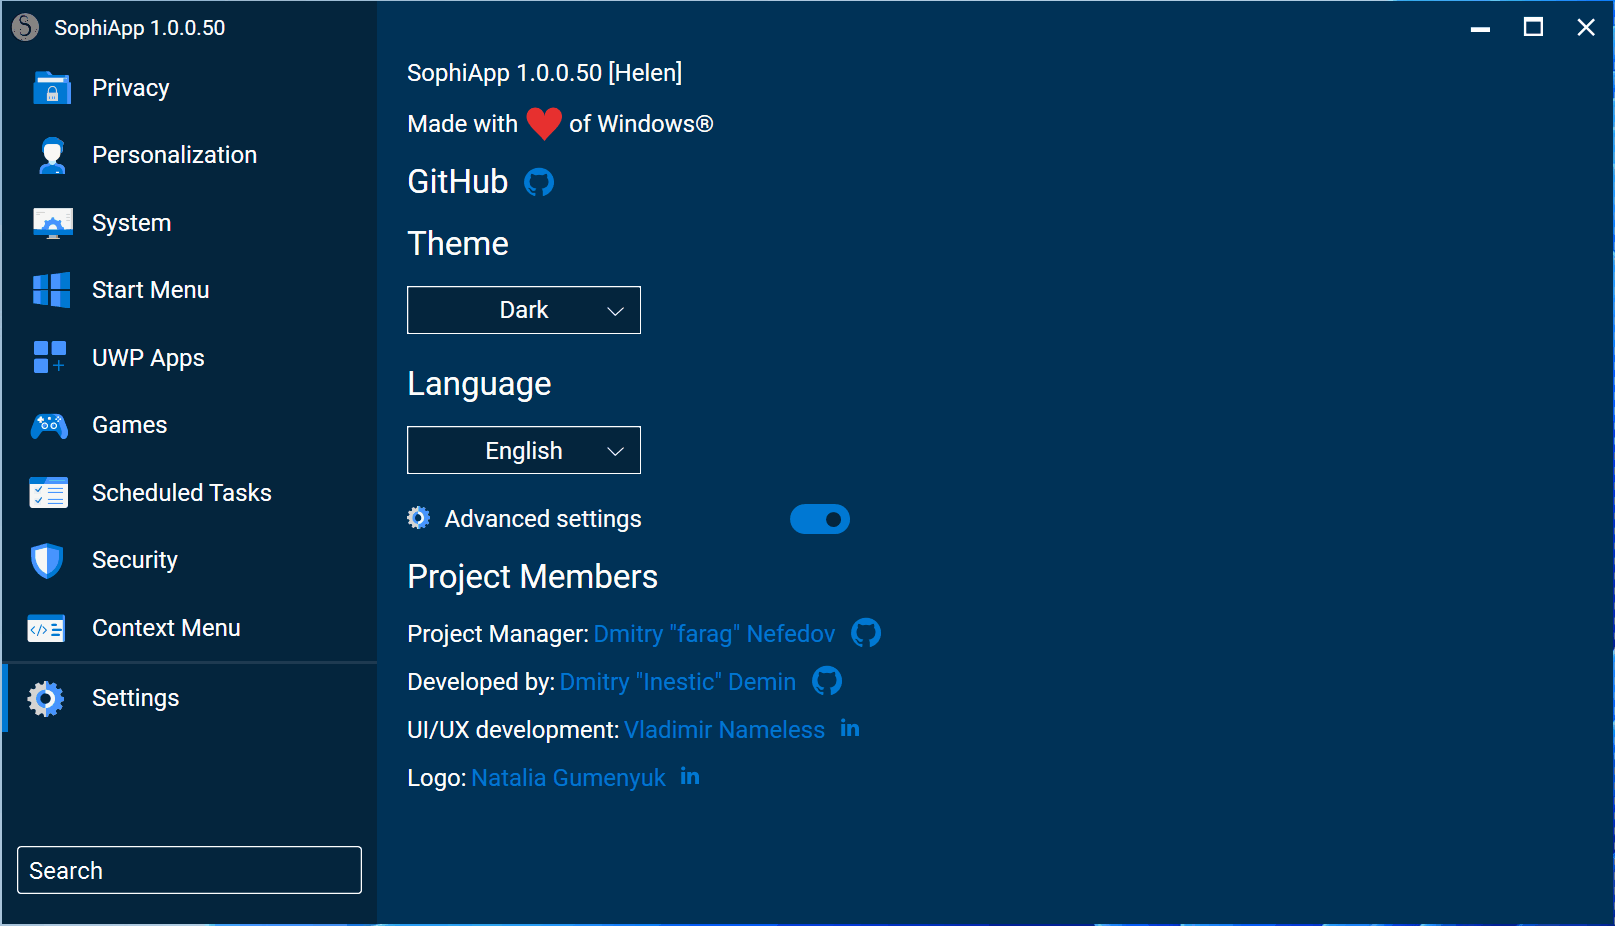 SophiApp 1.0.0.50
Privacy
Personalization
System
Start Menu
UWP Apps
Games
Scheduled Tasks
Security
Context Menu
Settings
Search
SophiApp 1.0.0.50 [Helen]
Made with of Windows®
GitHub
Theme
Dark
Language
English
Advanced settings
Project Members
Project Manager: Dmitry "farag" Nefedov
Developed by: Dmitry "Inestic" Demin
UI/UX development: Vladimir Nameless in
Logo: Natalia Gumenyuk in